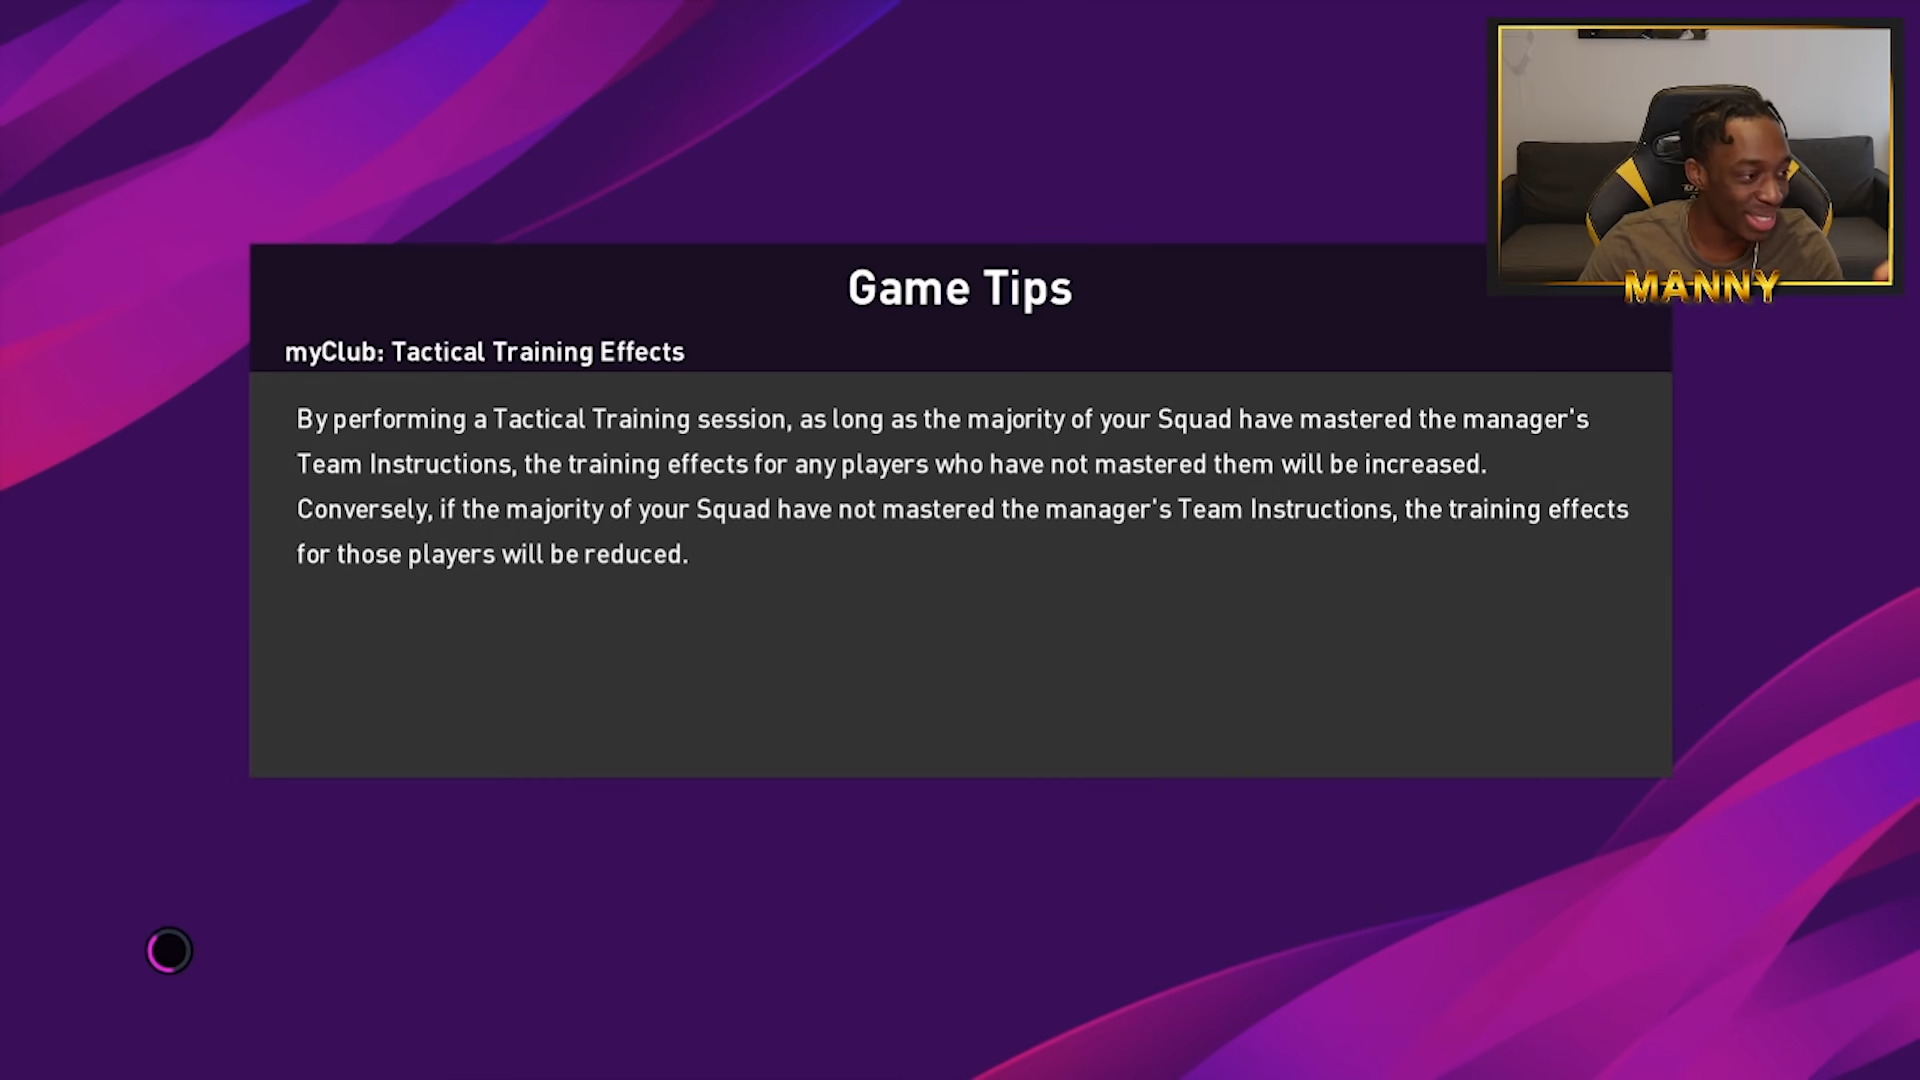 MANNY
Game Tips
myClub: Tactical Training Effects
By performing a Tactical Training session, as long as the majority of your Squad have mastered the manager's
Team Instructions, the training effects for any players who have not mastered them will be increased.
Conversely, if the majority of your Squad have not mastered the manager's Team Instructions, the training effects
for those players will be reduced.